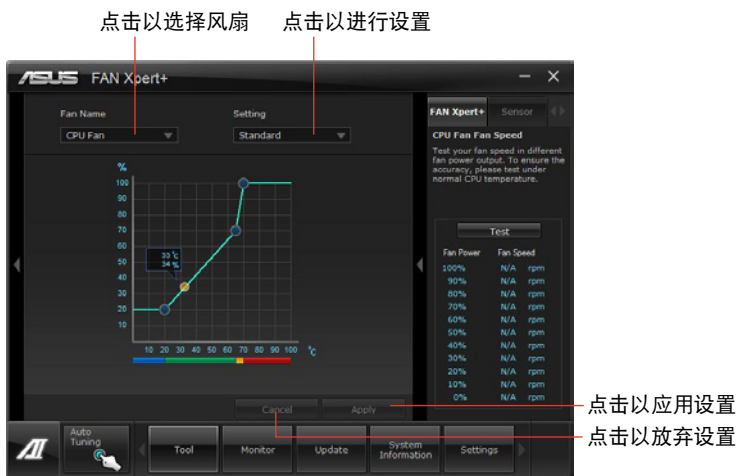 点击以选择风扇 点击以进行设置
ASUS FAN Xpert+
Fan Name Setting
CPU Fan Standard
FAN Xpert+ Sensor
CPU Fan Fan Speed
Test your fan speed in different
fan power output. To ensure the
accuracy, please test under
normal CPU temperature.
%
100
90
80
70
60
50
40
30
20
10
33 °C
34 %
10 20 30 40 50 60 70 80 90 100 °C
Test
Fan Power Fan Speed
100% N/A rpm
90% N/A rpm
80% N/A rpm
70% N/A rpm
60% N/A rpm
50% N/A rpm
40% N/A rpm
30% N/A rpm
20% N/A rpm
10% N/A rpm
0% N/A rpm
Cancel Apply
点击以应用设置
点击以放弃设置
Auto
Tuning
Tool Monitor Update System
Information Settings